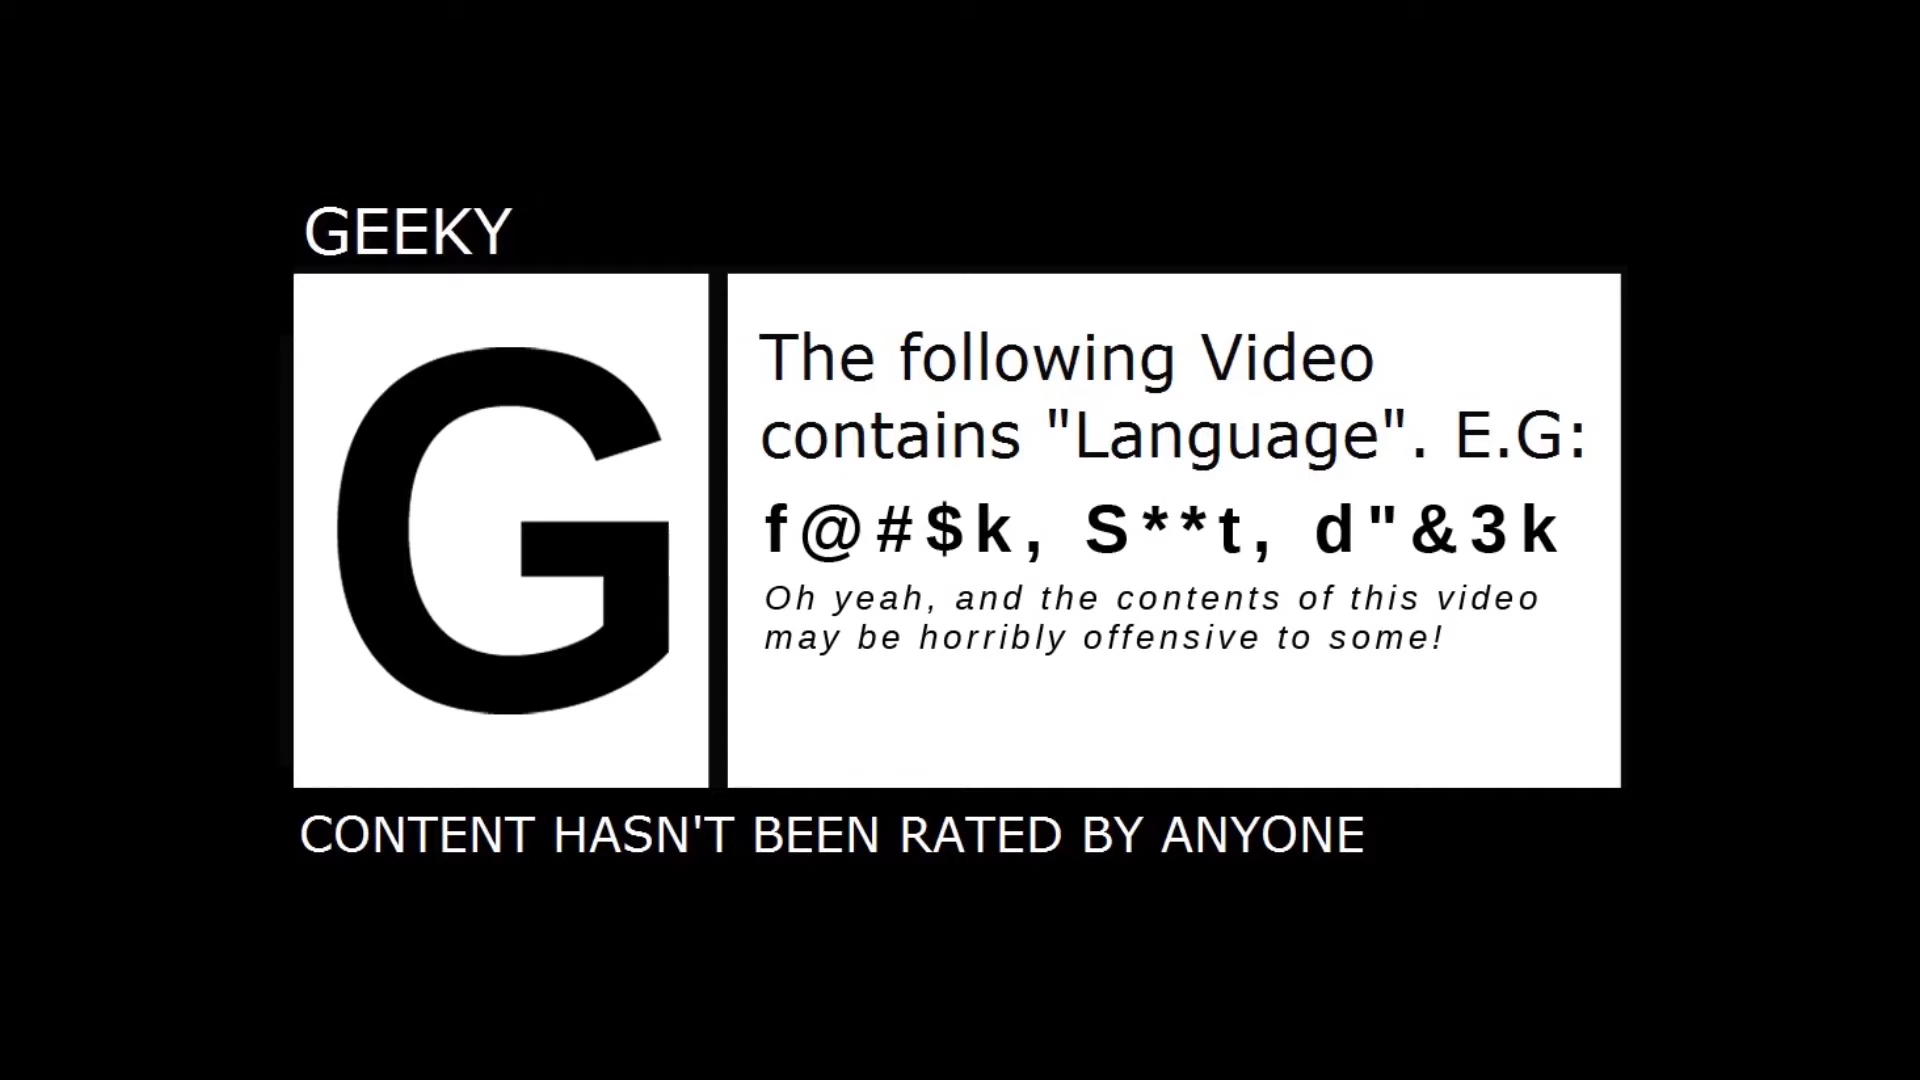 GEEKY
G
The following Video
contains "Language". E.G:
f@#$k, S**t, d"&3k
Oh yeah, and the contents of this video
may be horribly offensive to some!
CONTENT HASN'T BEEN RATED BY ANYONE